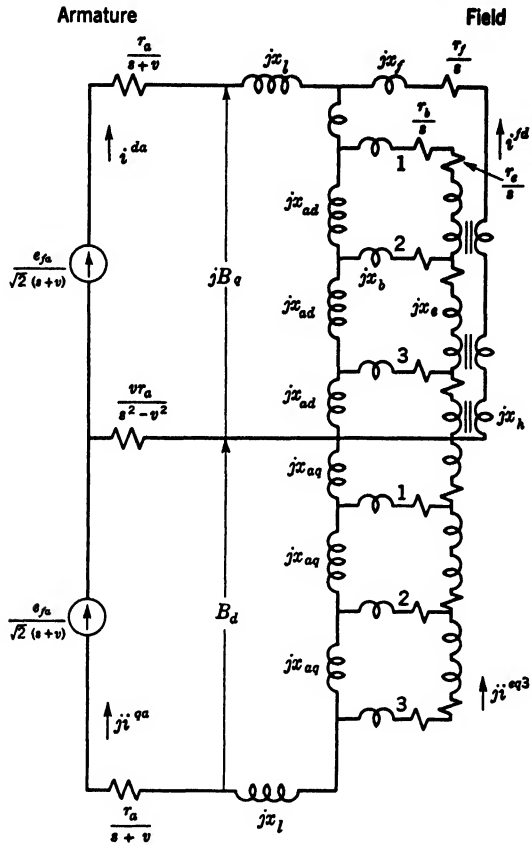 Armature
Field
r_a
s+v
jx_l
jx_f
r_f
s
r_b
s
i^{da}
i^{fd}
1
r_e
s
jx_{ad}
2
e_{fa}
√2 (s+v)
jB_q
jx_b
jx_e
jx_{ad}
3
jx_{ad}
vr_a
s²-v²
jx_h
jx_{aq}
1
jx_{aq}
2
e_{fa}
√2 (s+v)
B_d
jx_{aq}
3
ji^{eq3}
ji^{qa}
r_a
s+v
jx_l